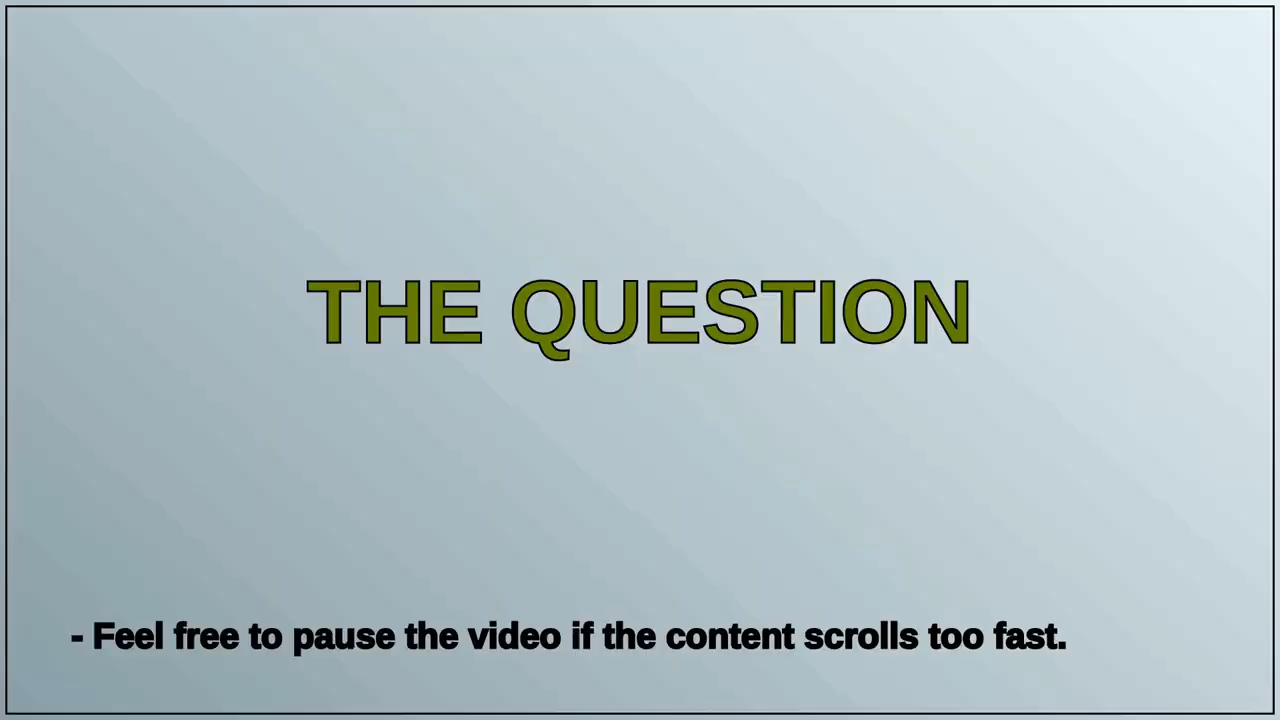 THE QUESTION
- Feel free to pause the video if the content scrolls too fast.